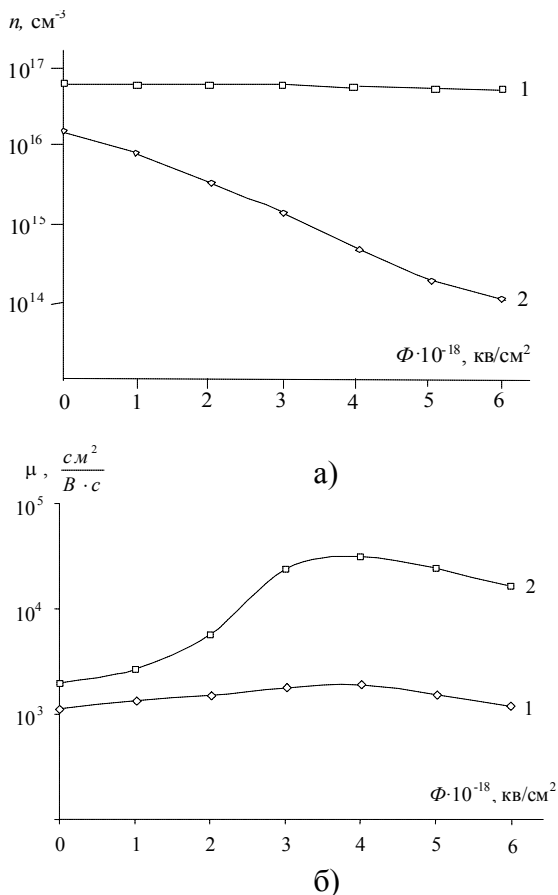 n, см⁻³
10¹⁷
1
10¹⁶
10¹⁵
10¹⁴
2
Φ·10⁻¹⁸, кв/см²
0 1 2 3 4 5 6
а)
μ , см² / В · с
10⁵
2
10⁴
10³
1
Φ·10⁻¹⁸, кв/см²
0 1 2 3 4 5 6
б)